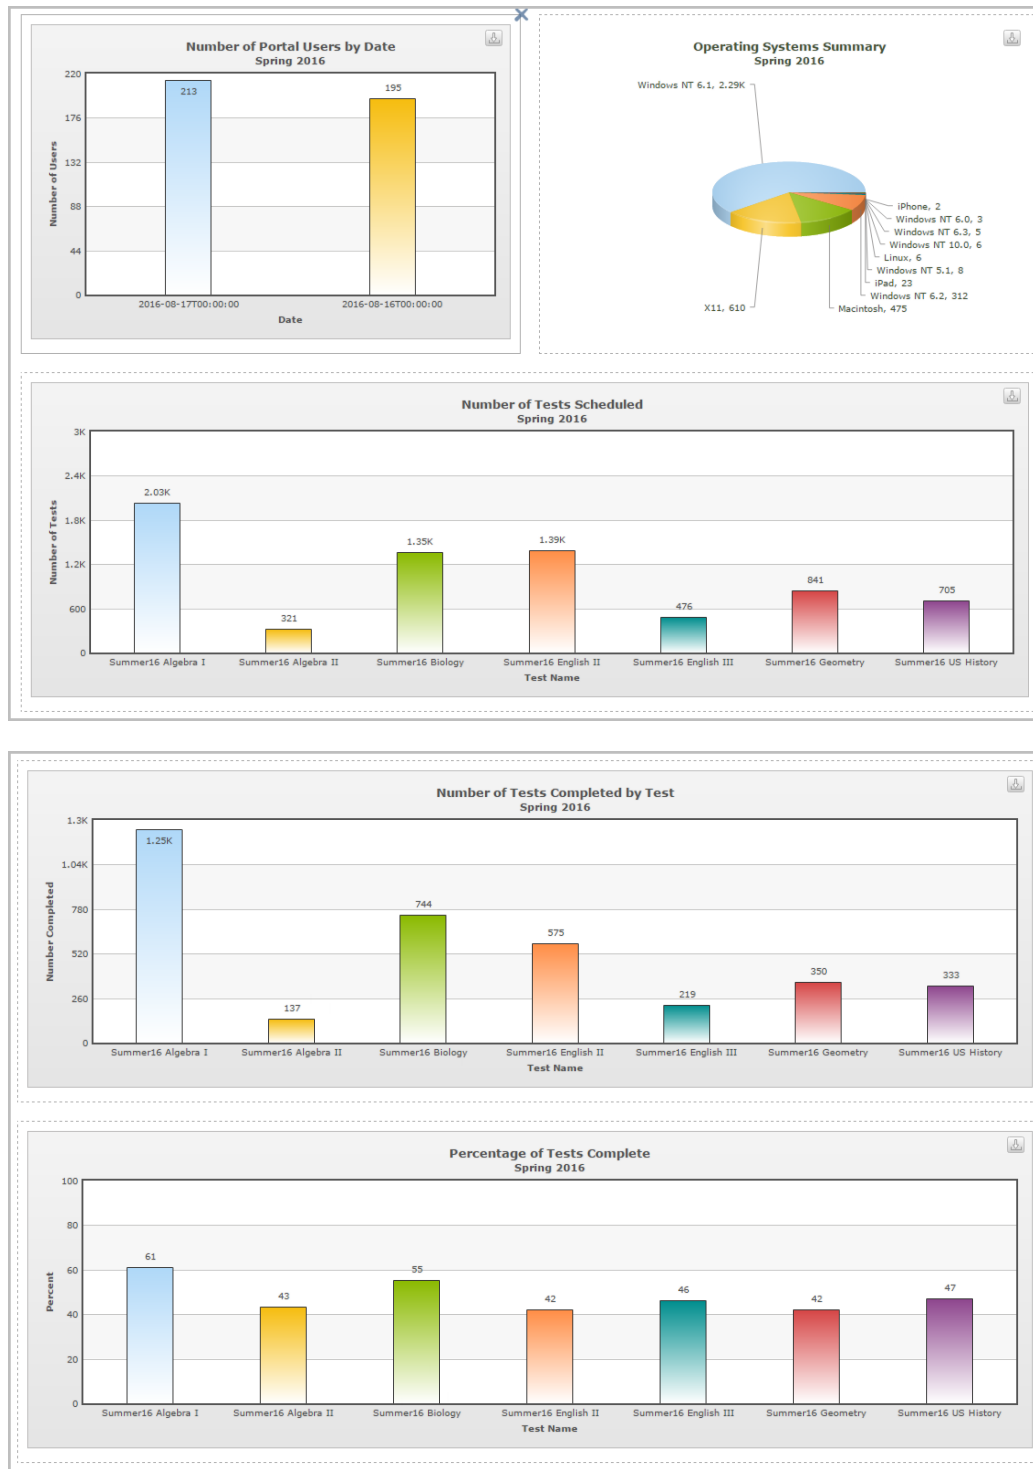 Number of Portal Users by Date
Spring 2016
Number of Users
220
176
132
88
44
0
213
195
2016-08-17T00:00:00
2016-08-16T00:00:00
Date
Operating Systems Summary
Spring 2016
Windows NT 6.1, 2.29K
iPhone, 2
Windows NT 6.0, 3
Windows NT 6.3, 5
Windows NT 10.0, 6
Linux, 6
Windows NT 5.1, 8
iPad, 23
Windows NT 6.2, 312
Macintosh, 475
X11, 610
Number of Tests Scheduled
Spring 2016
Number of Tests
3K
2.4K
1.8K
1.2K
600
0
2.03K
321
1.35K
1.39K
476
841
705
Summer16 Algebra I
Summer16 Algebra II
Summer16 Biology
Summer16 English II
Summer16 English III
Summer16 Geometry
Summer16 US History
Test Name
Number of Tests Completed by Test
Spring 2016
Number Completed
1.3K
1.04K
780
520
260
0
1.25K
137
744
575
219
350
333
Summer16 Algebra I
Summer16 Algebra II
Summer16 Biology
Summer16 English II
Summer16 English III
Summer16 Geometry
Summer16 US History
Test Name
Percentage of Tests Complete
Spring 2016
Percent
100
80
60
40
20
0
61
43
55
42
46
42
47
Summer16 Algebra I
Summer16 Algebra II
Summer16 Biology
Summer16 English II
Summer16 English III
Summer16 Geometry
Summer16 US History
Test Name